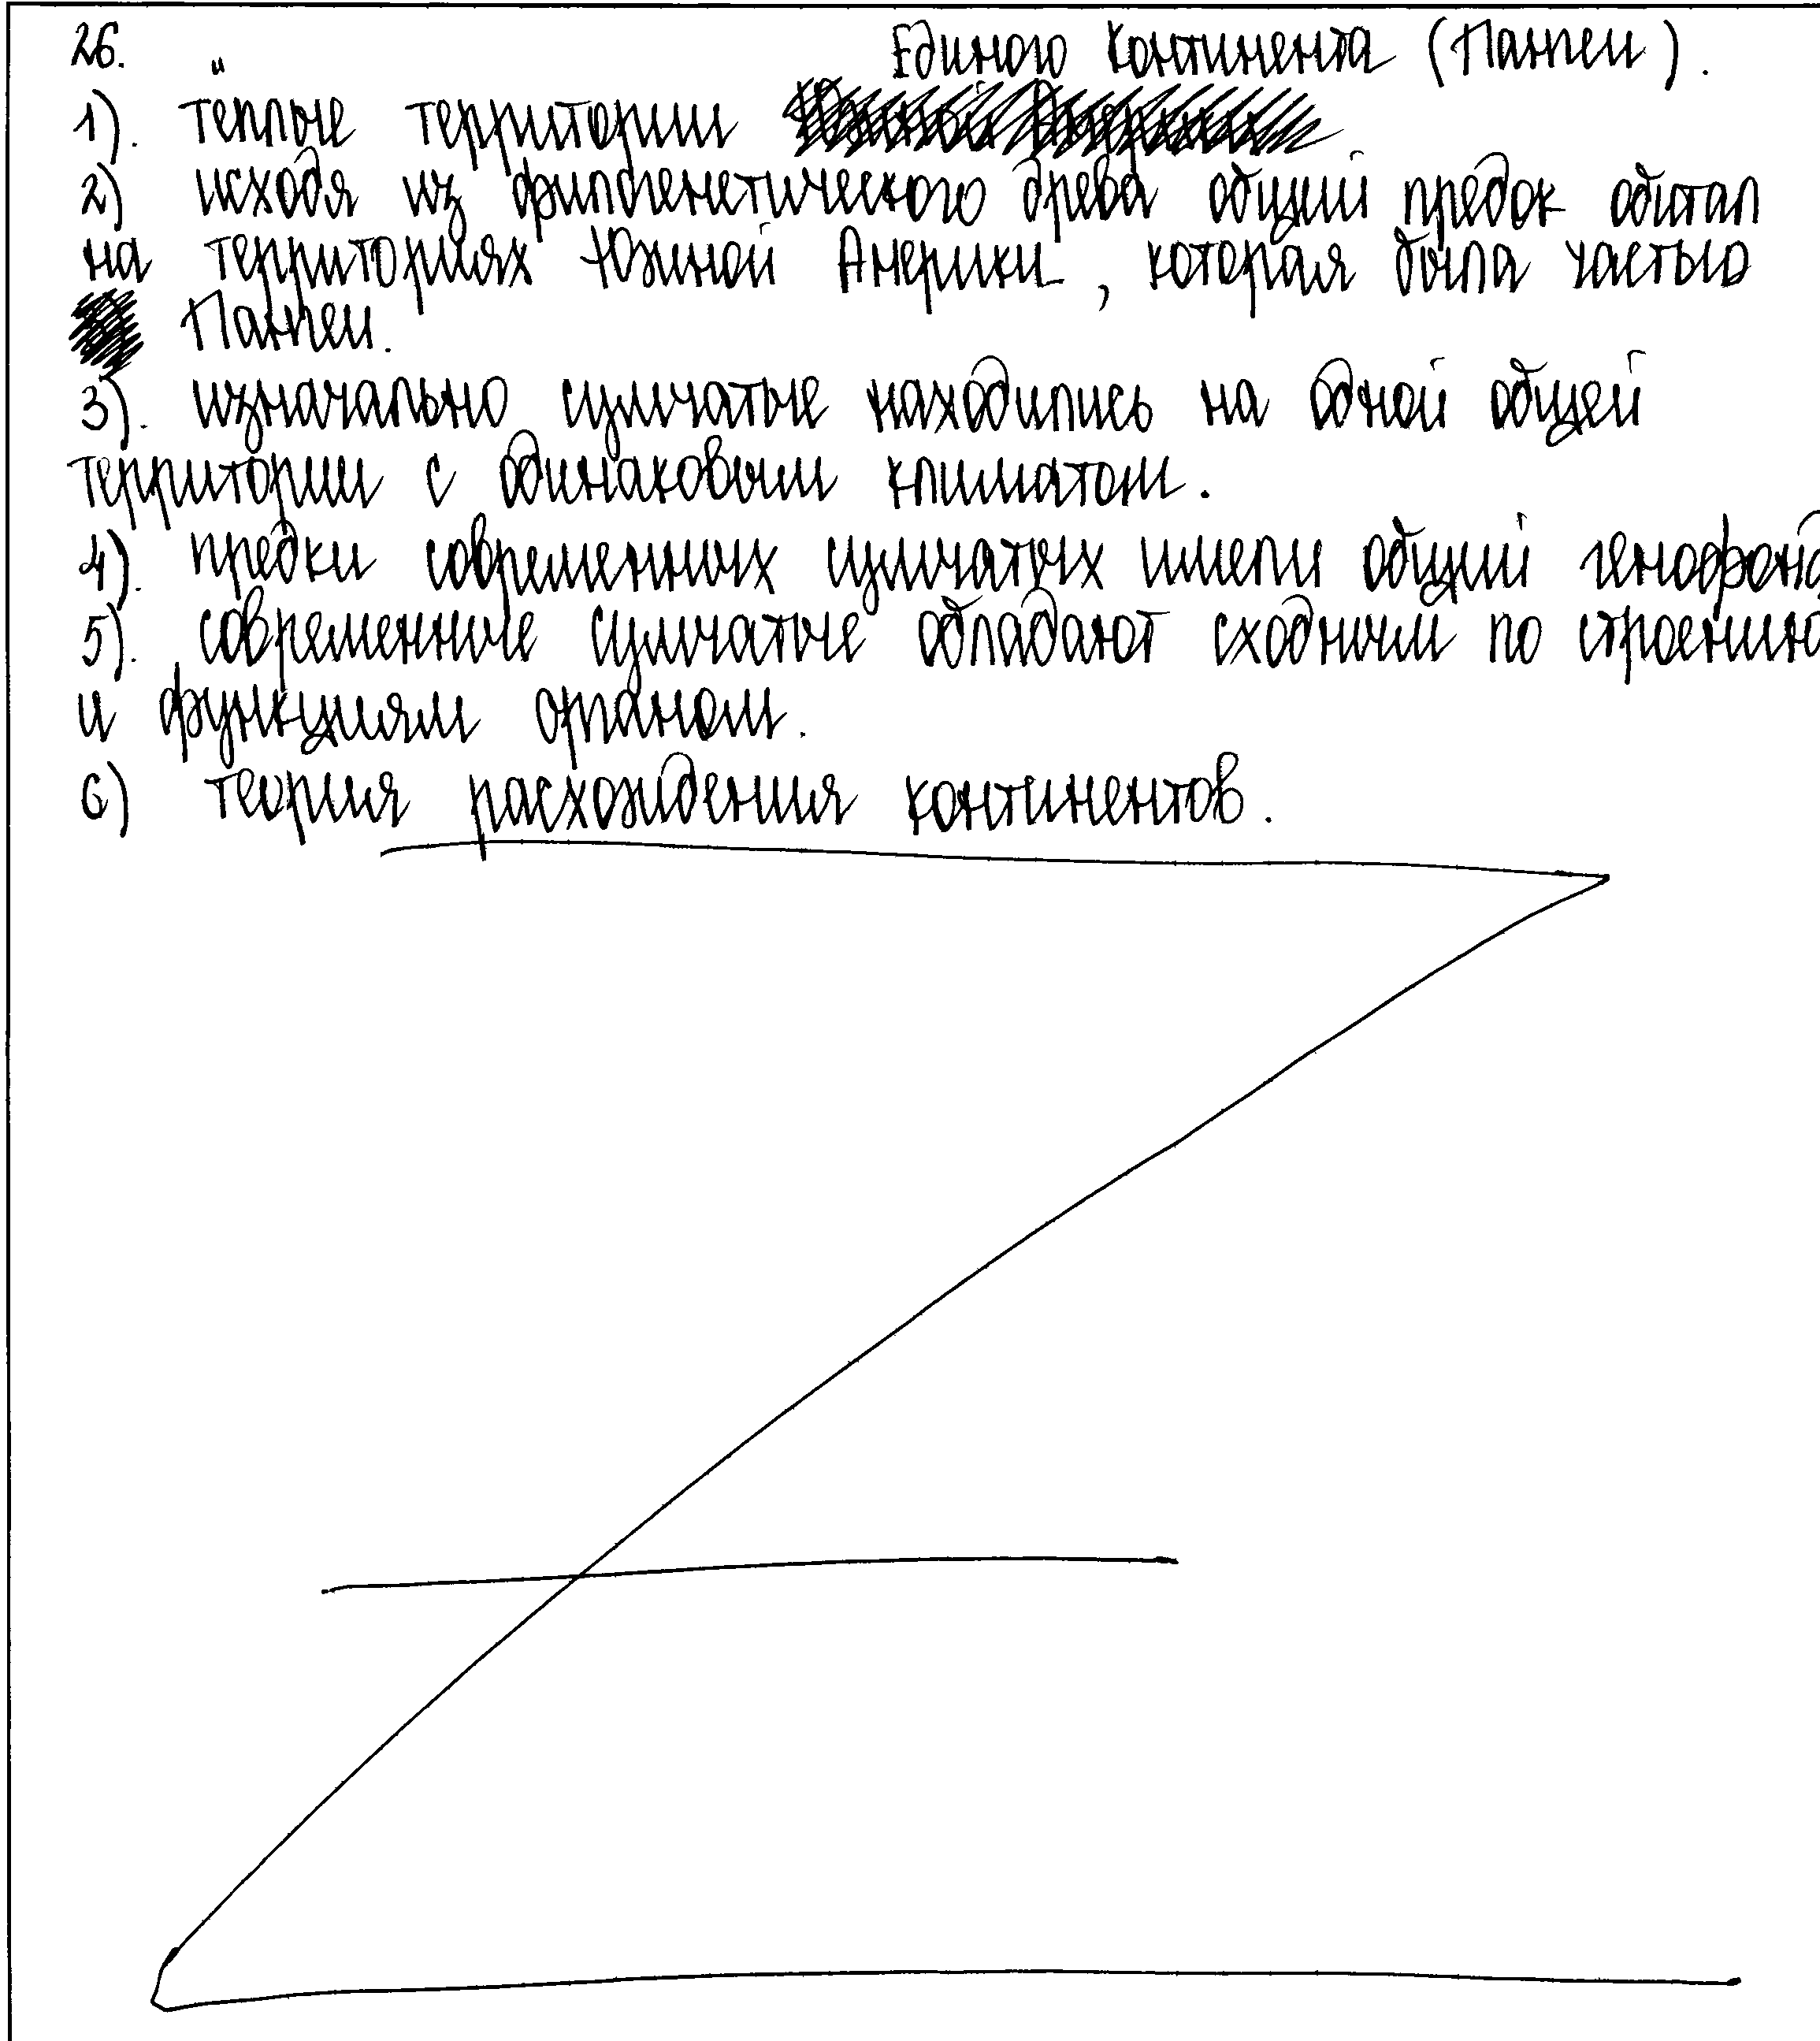 26.
Единого континента (Пангеи).
1). тёплые территории
2) исходя из филогенетического древа общий предок обитал
на территориях Южной Америки, которая была частью
Пангеи.
3). изначально сумчатые находились на одной общей
территории с одинаковым климатом.
4). предки современных сумчатых имели общий генофонд
5). современные сумчатые обладают сходным по строению
и функциям органом.
6) теория расхождения континентов.